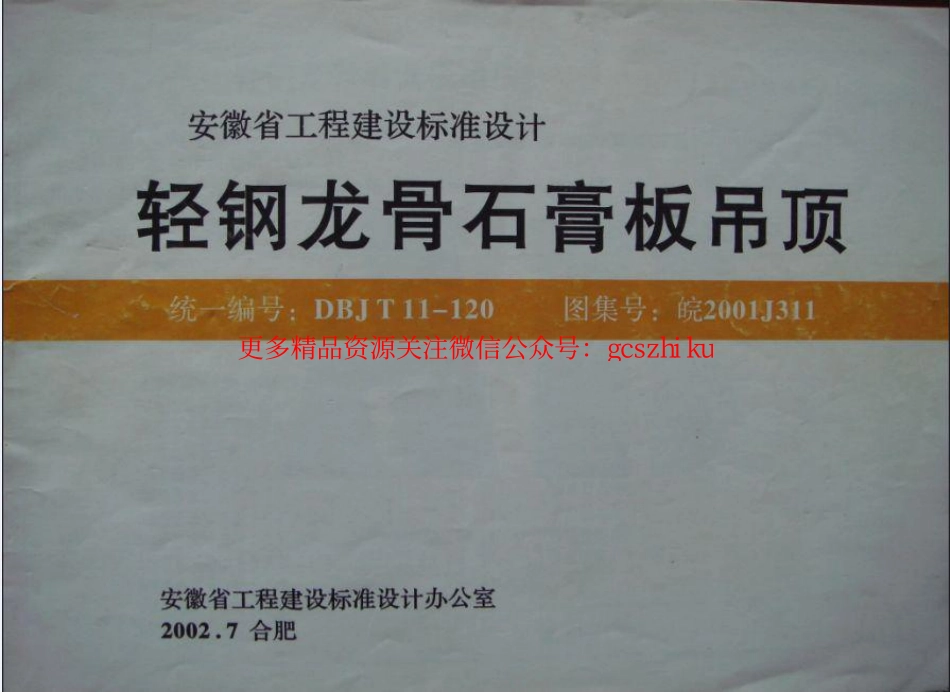 安徽省工程建设标准设计
轻钢龙骨石膏板吊顶
统一编号：DBJ T 11-120 图集号：皖2001J311
更多精品资源关注微信公众号：gcszhiku
安徽省工程建设标准设计办公室
2002.7 合肥